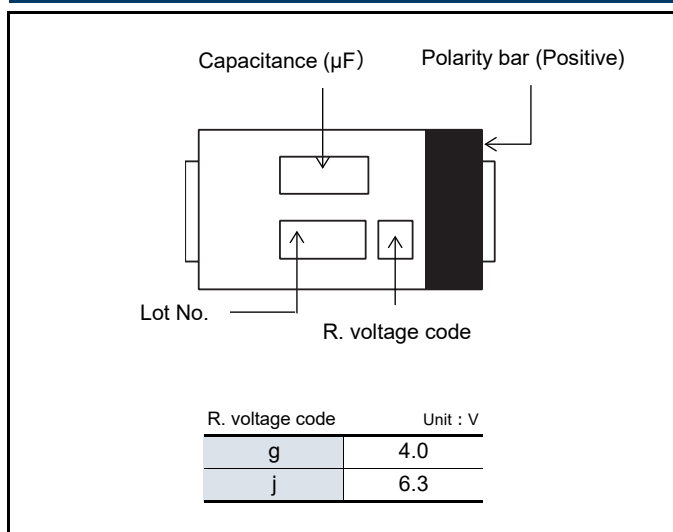 Capacitance (μF） Polarity bar (Positive)
Lot No.
R. voltage code
R. voltage code Unit：V
g 4.0
j 6.3